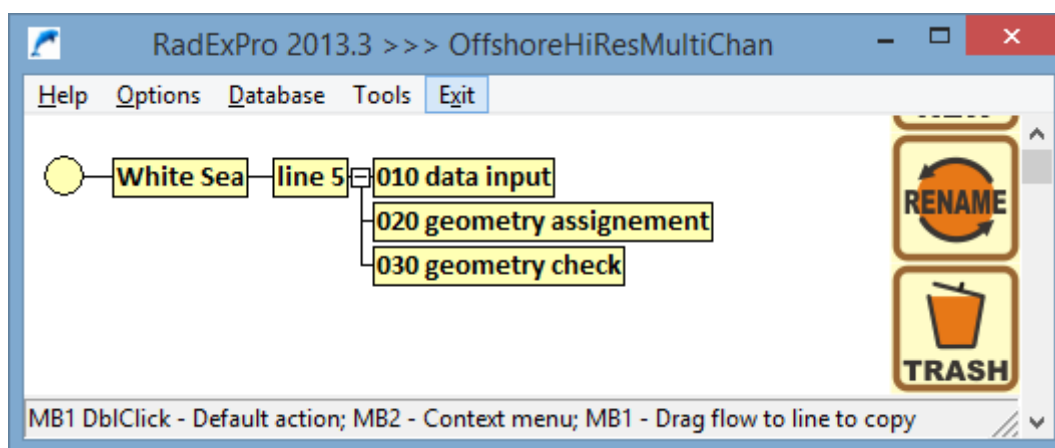 RadExPro 2013.3 >>> OffshoreHiResMultiChan
Help Options Database Tools Exit
White Sea line 5 010 data input
020 geometry assignement
030 geometry check
RENAME
TRASH
MB1 DblClick - Default action; MB2 - Context menu; MB1 - Drag flow to line to copy